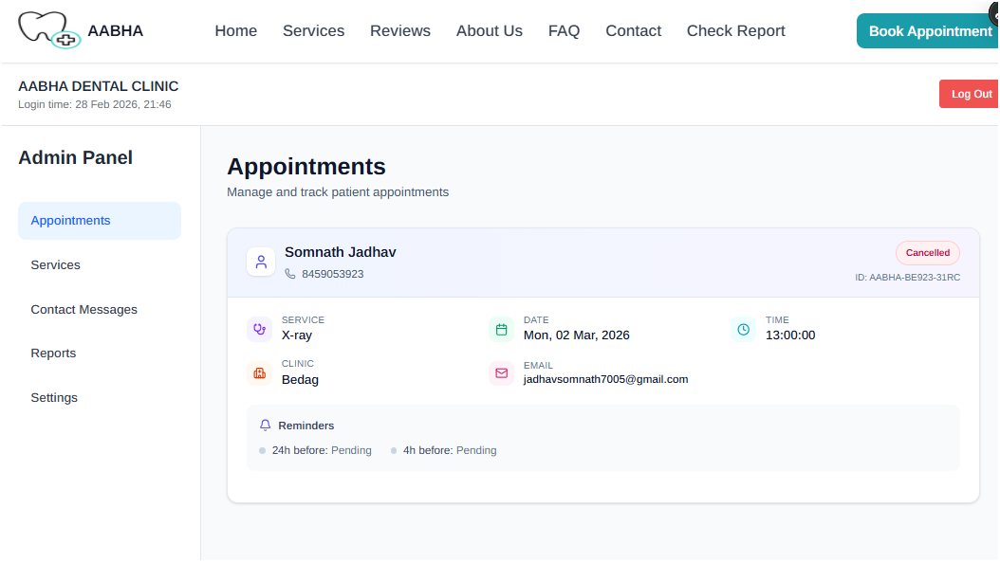 AABHA
Home Services Reviews About Us FAQ Contact Check Report
Book Appointment
AABHA DENTAL CLINIC
Login time: 28 Feb 2026, 21:46
Log Out
Admin Panel
Appointments
Services
Contact Messages
Reports
Settings
Appointments
Manage and track patient appointments
Somnath Jadhav
8459053923
Cancelled
ID: AABHA-BE923-31RC
SERVICE
X-ray
DATE
Mon, 02 Mar, 2026
TIME
13:00:00
CLINIC
Bedag
EMAIL
jadhavsomnath7005@gmail.com
Reminders
24h before: Pending 4h before: Pending